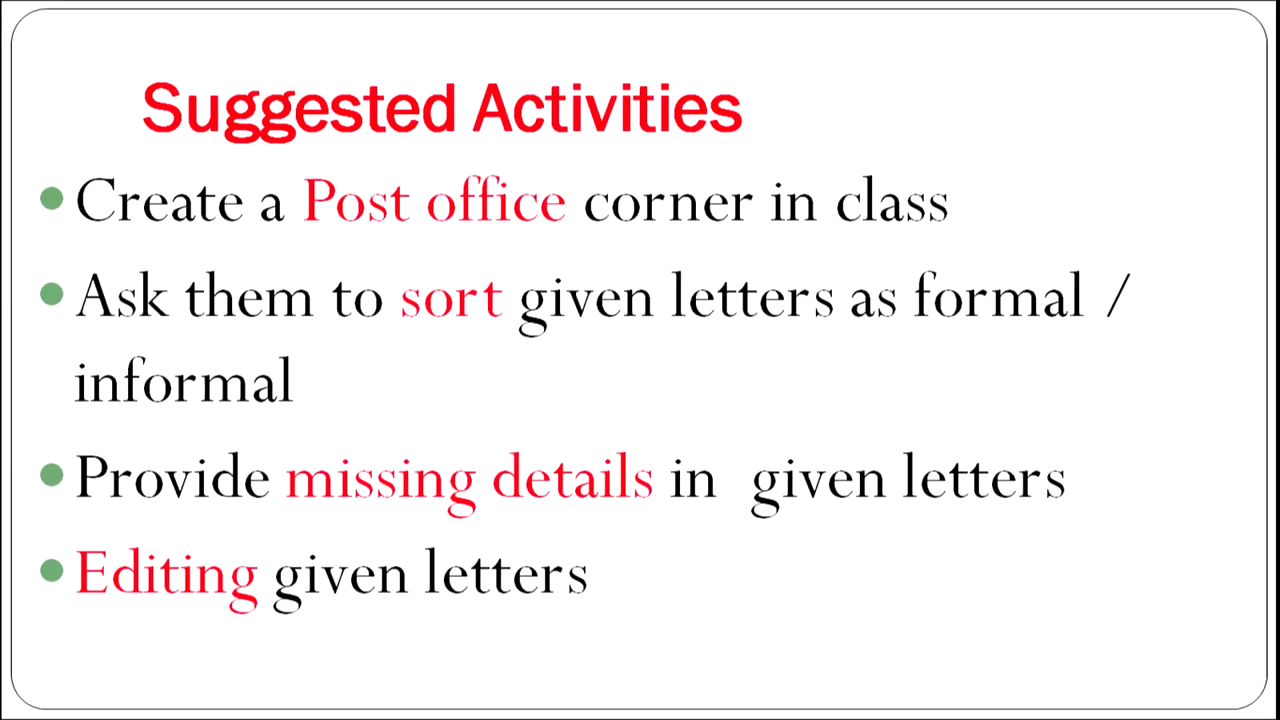 Suggested Activities
Create a Post office corner in class
Ask them to sort given letters as formal /
informal
Provide missing details in given letters
Editing given letters